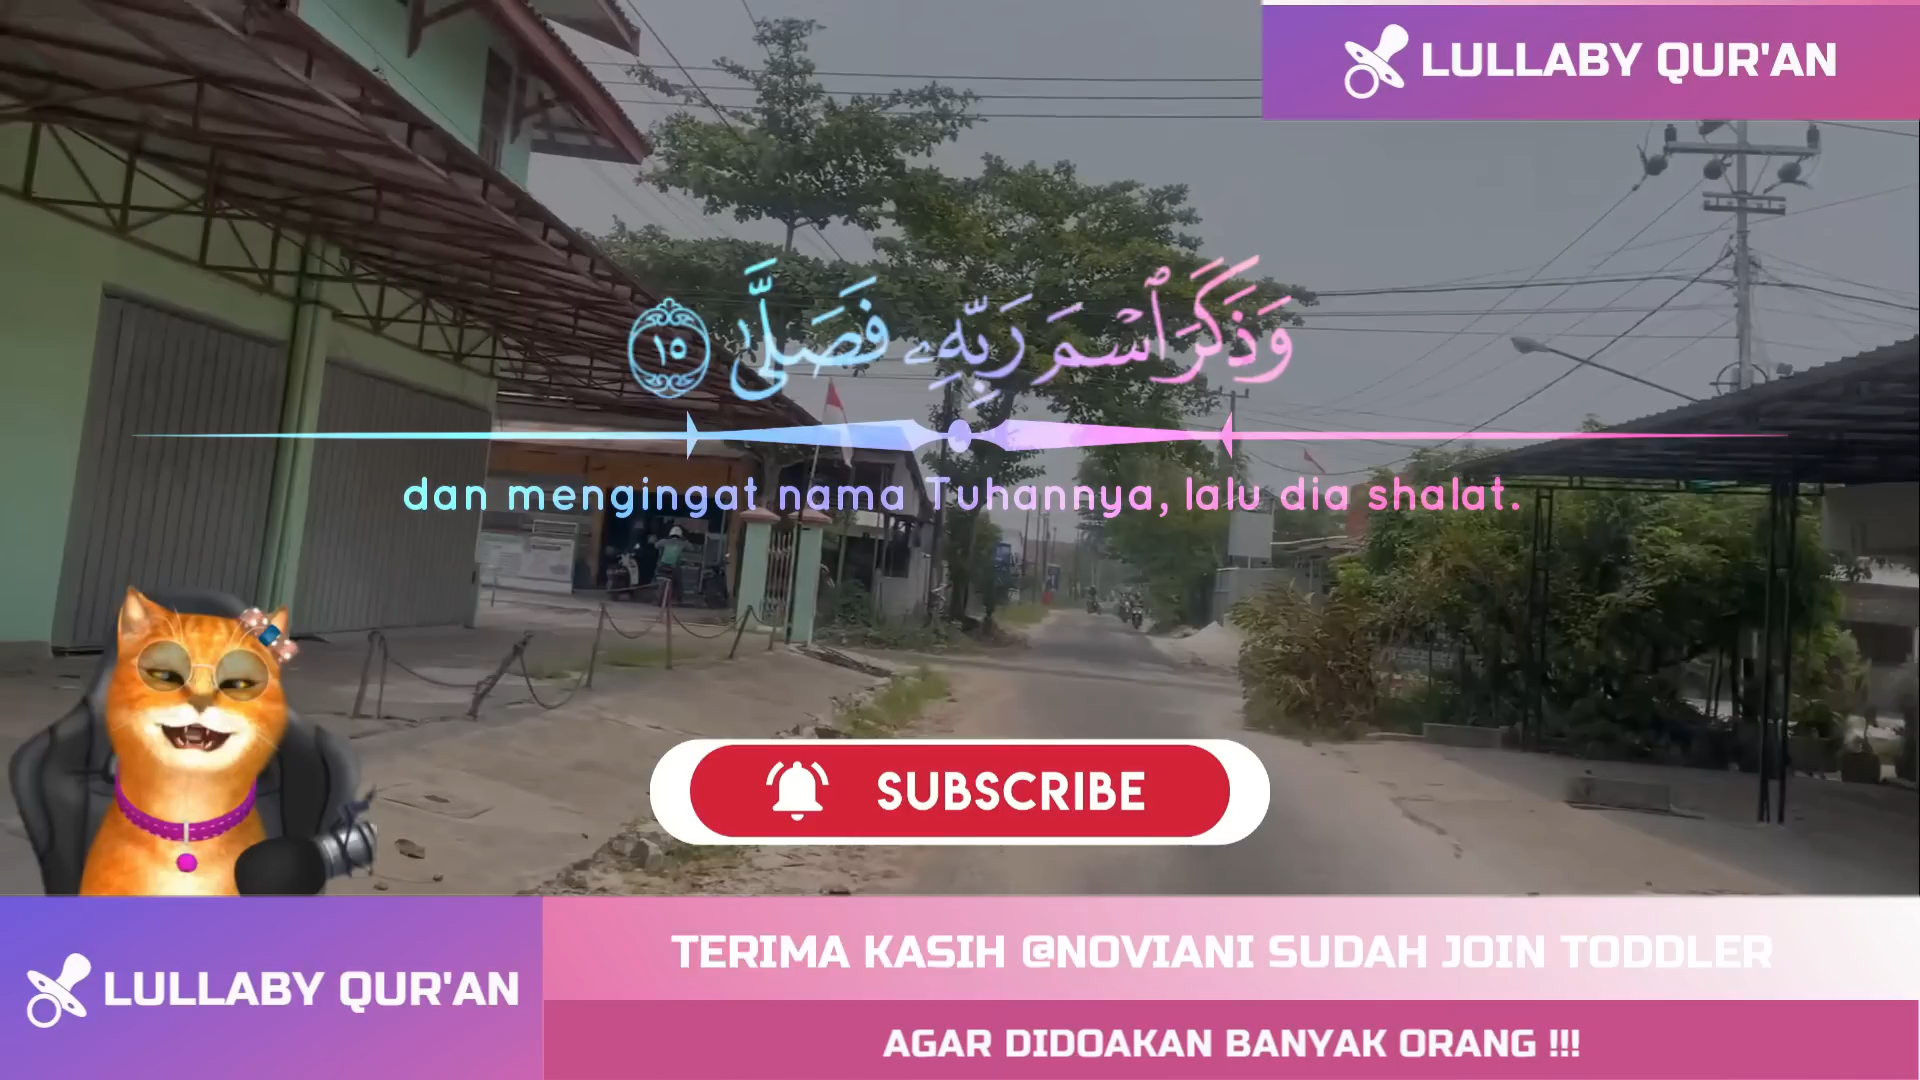 LULLABY QUR'AN
وَذَكَرَ ٱسْمَ رَبِّهِۦ فَصَلَّىٰ ١٥
dan mengingat nama Tuhannya, lalu dia shalat.
SUBSCRIBE
LULLABY QUR'AN
TERIMA KASIH @NOVIANI SUDAH JOIN TODDLER
AGAR DIDOAKAN BANYAK ORANG !!!